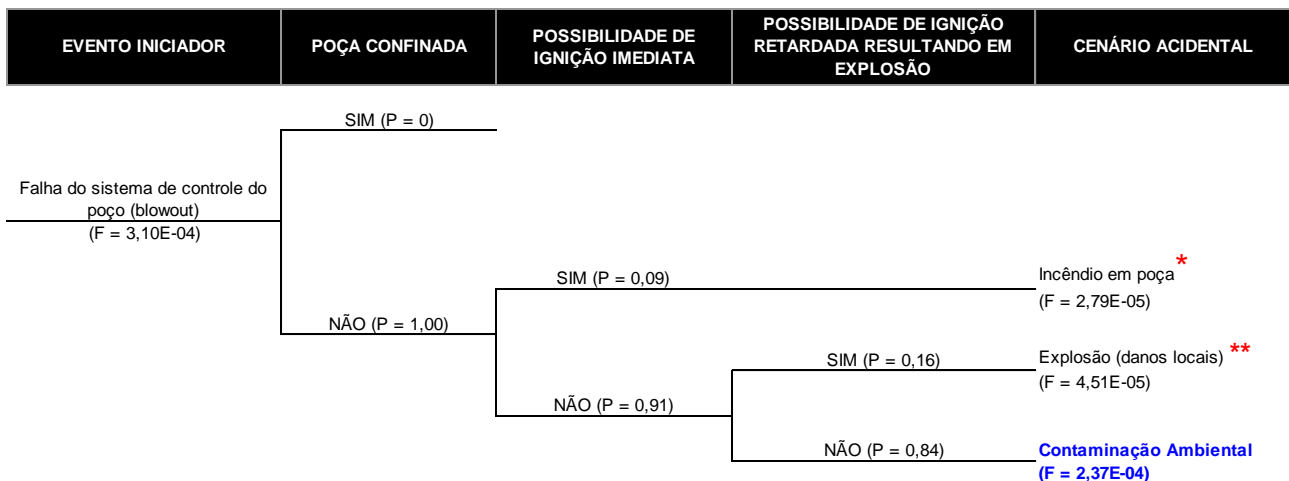 EVENTO INICIADOR
POÇA CONFINADA
POSSIBILIDADE DE
IGNIÇÃO IMEDIATA
POSSIBILIDADE DE IGNIÇÃO
RETARDADA RESULTANDO EM
EXPLOSÃO
CENÁRIO ACIDENTAL
SIM (P = 0)
Falha do sistema de controle do
poço (blowout)
(F = 3,10E-04)
SIM (P = 0,09)
Incêndio em poça*
(F = 2,79E-05)
NÃO (P = 1,00)
SIM (P = 0,16)
Explosão (danos locais) **
(F = 4,51E-05)
NÃO (P = 0,91)
NÃO (P = 0,84)
Contaminação Ambiental
(F = 2,37E-04)